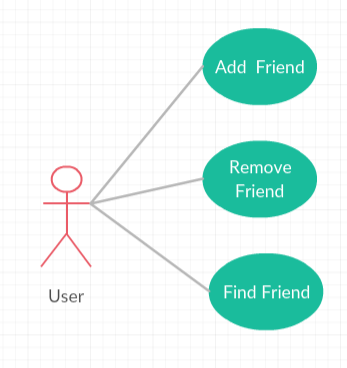 Add  Friend
Remove
Friend
Find Friend
User